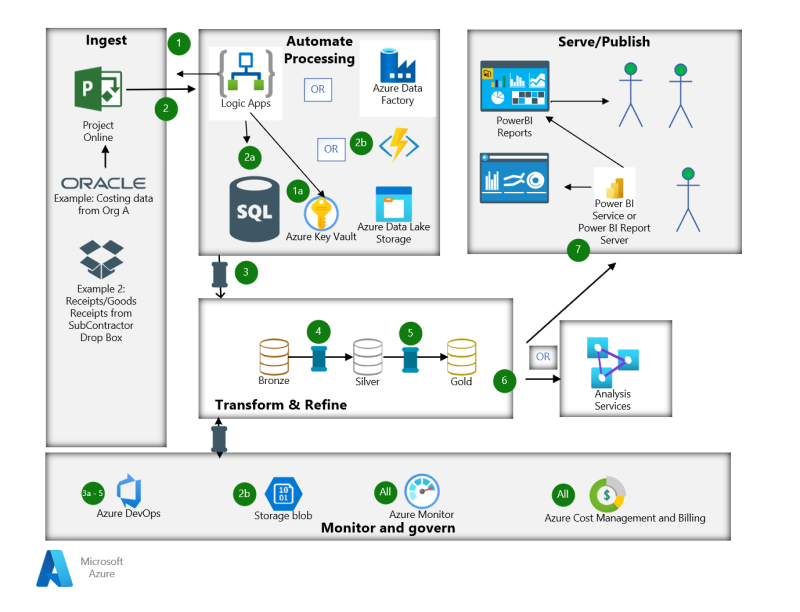 Ingest
1
P
2
Project
Online
ORACLE
Example: Costing data
from Org A
Example 2:
Receipts/Goods
Receipts from
SubContractor
Drop Box
Automate
Processing
Logic Apps
OR
Azure Data
Factory
OR
2b
2a
SQL
1a
Azure Key Vault
Azure Data Lake
Storage
3
Serve/Publish
PowerBI
Reports
Power BI
Service or
Power BI Report
Server
7
4
5
Bronze
Silver
Gold
6
Transform & Refine
OR
Analysis
Services
3a - 5
Azure DevOps
2b
10
01
Storage blob
All
Azure Monitor
All
$
Azure Cost Management and Billing
Monitor and govern
Microsoft
Azure